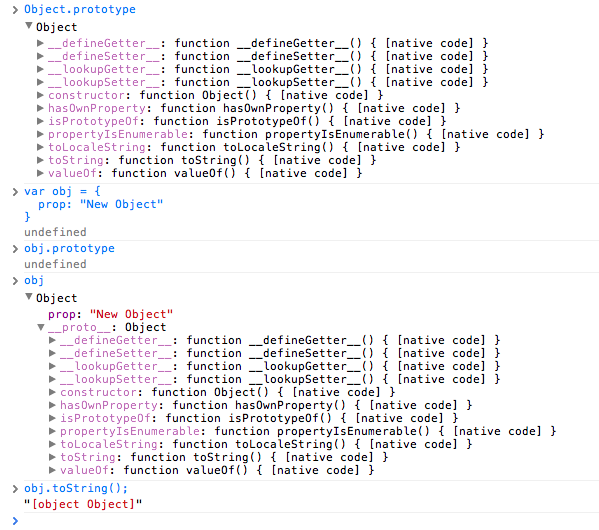 Object.prototype
Object
__defineGetter__: function __defineGetter__() { [native code] }
__defineSetter__: function __defineSetter__() { [native code] }
__lookupGetter__: function __lookupGetter__() { [native code] }
__lookupSetter__: function __lookupSetter__() { [native code] }
constructor: function Object() { [native code] }
hasOwnProperty: function hasOwnProperty() { [native code] }
isPrototypeOf: function isPrototypeOf() { [native code] }
propertyIsEnumerable: function propertyIsEnumerable() { [native code] }
toLocaleString: function toLocaleString() { [native code] }
toString: function toString() { [native code] }
valueOf: function valueOf() { [native code] }
var obj = {
prop: "New Object"
}
undefined
obj.prototype
undefined
obj
Object
prop: "New Object"
__proto__: Object
__defineGetter__: function __defineGetter__() { [native code] }
__defineSetter__: function __defineSetter__() { [native code] }
__lookupGetter__: function __lookupGetter__() { [native code] }
__lookupSetter__: function __lookupSetter__() { [native code] }
constructor: function Object() { [native code] }
hasOwnProperty: function hasOwnProperty() { [native code] }
isPrototypeOf: function isPrototypeOf() { [native code] }
propertyIsEnumerable: function propertyIsEnumerable() { [native code] }
toLocaleString: function toLocaleString() { [native code] }
toString: function toString() { [native code] }
valueOf: function valueOf() { [native code] }
obj.toString();
"[object Object]"